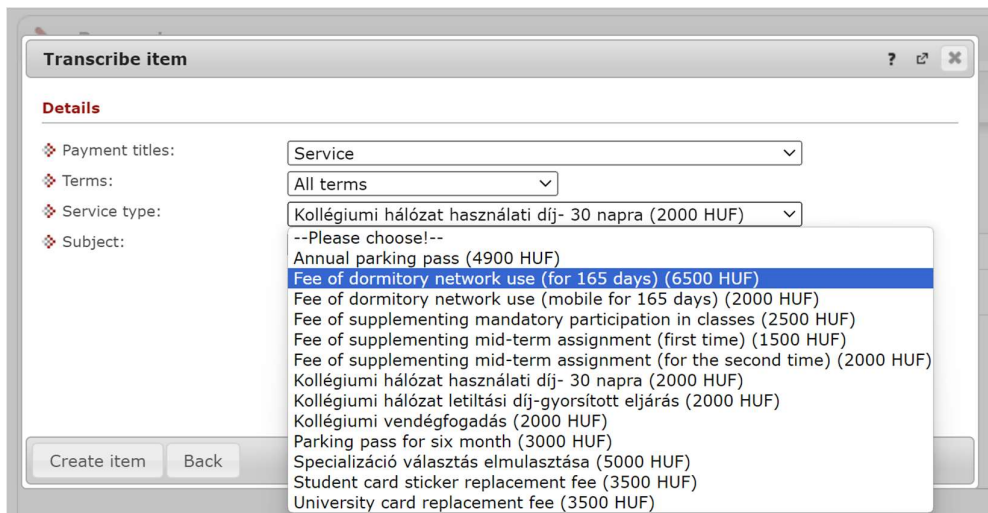 Transcribe item ?
Details
Payment titles: Service
Terms: All terms
Service type: Kollégiumi hálózat használati díj- 30 napra (2000 HUF)
Subject:
--Please choose!--
Annual parking pass (4900 HUF)
Fee of dormitory network use (for 165 days) (6500 HUF)
Fee of dormitory network use (mobile for 165 days) (2000 HUF)
Fee of supplementing mandatory participation in classes (2500 HUF)
Fee of supplementing mid-term assignment (first time) (1500 HUF)
Fee of supplementing mid-term assignment (for the second time) (2000 HUF)
Kollégiumi hálózat használati díj- 30 napra (2000 HUF)
Kollégiumi hálózat letiltási díj-gyorsított eljárás (2000 HUF)
Kollégiumi vendégfogadás (2000 HUF)
Parking pass for six month (3000 HUF)
Specializáció választás elmulasztása (5000 HUF)
Student card sticker replacement fee (3500 HUF)
University card replacement fee (3500 HUF)
Create item Back